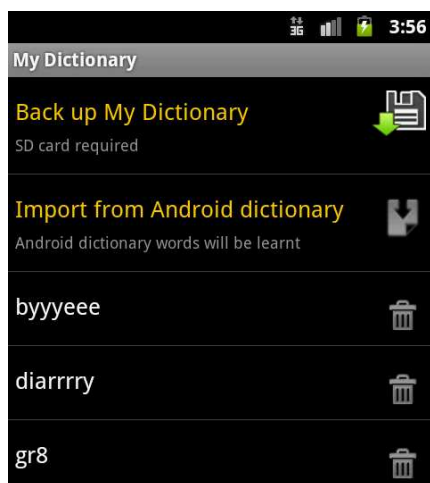 3G 3:56
My Dictionary
Back up My Dictionary
SD card required
Import from Android dictionary
Android dictionary words will be learnt
byyyeee
diarrrry
gr8